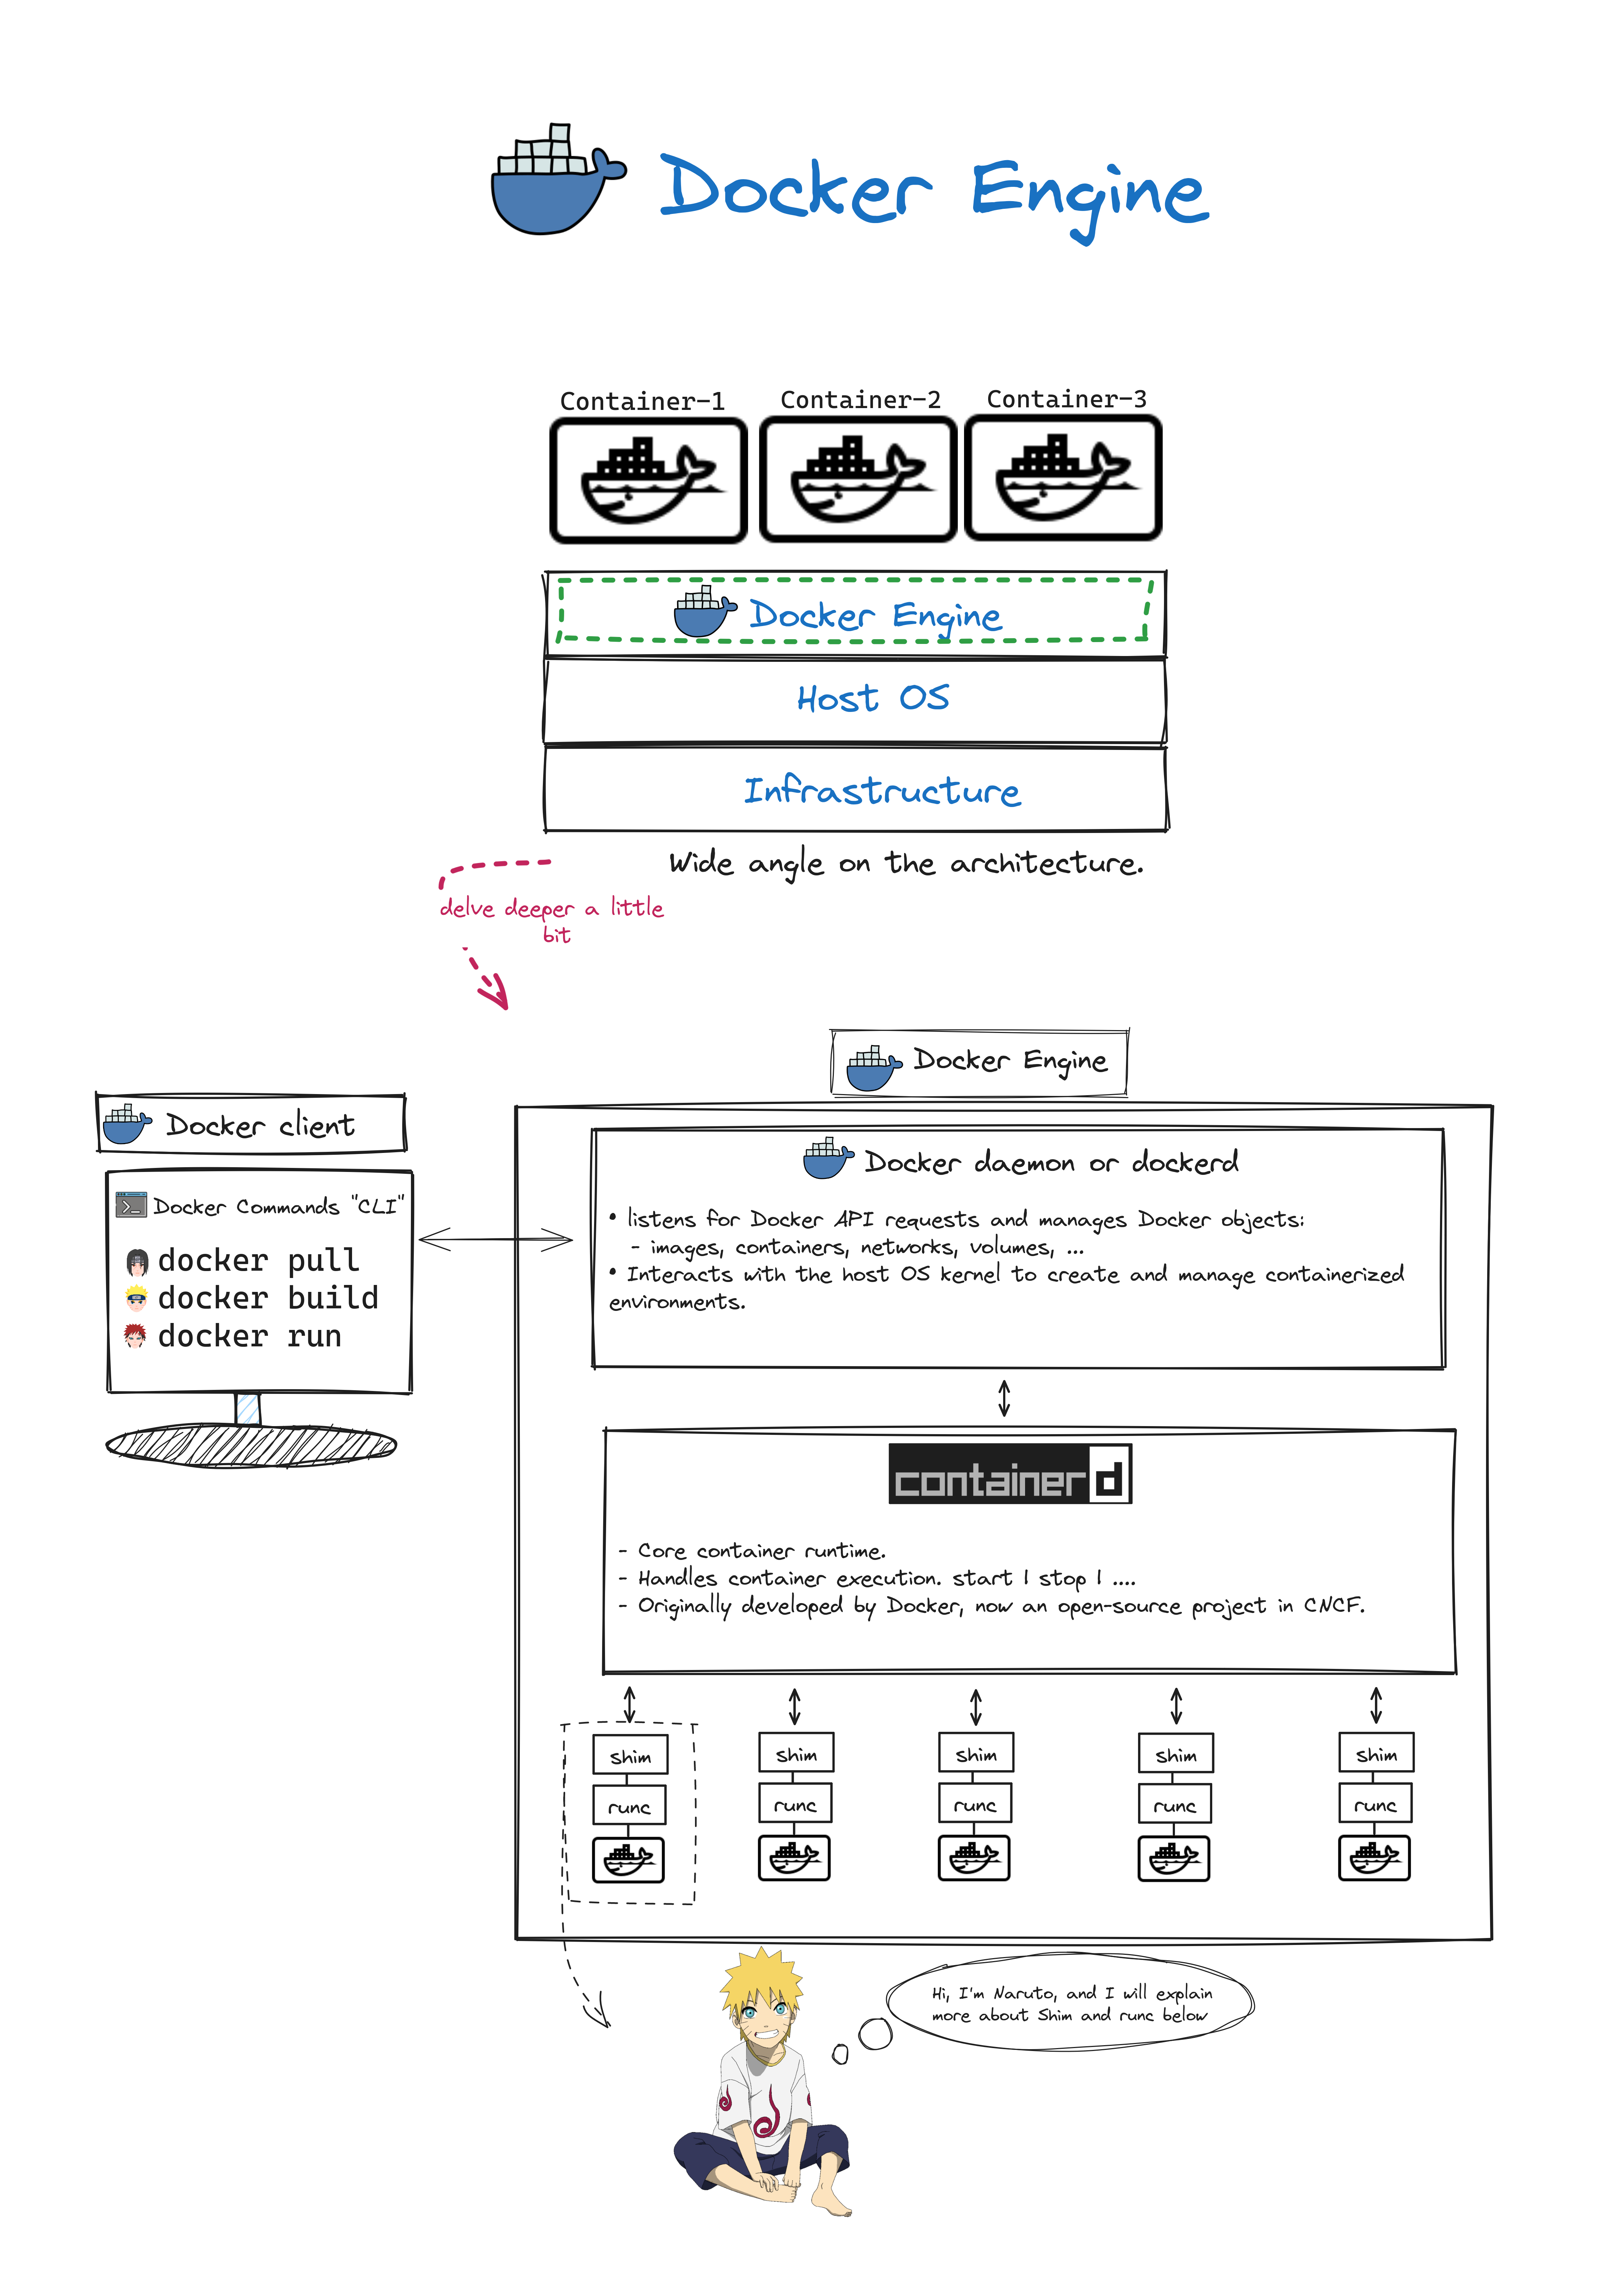 Docker Engine
Container-1 Container-2 Container-3
Docker Engine
Host OS
Infrastructure
Wide angle on the architecture.
delve deeper a little
bit
Docker Engine
Docker client
Docker Commands "CLI"
docker pull
docker build
docker run
Docker daemon or dockerd
• listens for Docker API requests and manages Docker objects:
- images, containers, networks, volumes, ...
• Interacts with the host OS kernel to create and manage containerized
environments.
containerd
- Core container runtime.
- Handles container execution. start | stop | ....
- Originally developed by Docker, now an open-source project in CNCF.
shim shim shim shim shim
runc runc runc runc runc
Hi, I'm Naruto, and I will explain
more about Shim and runc below